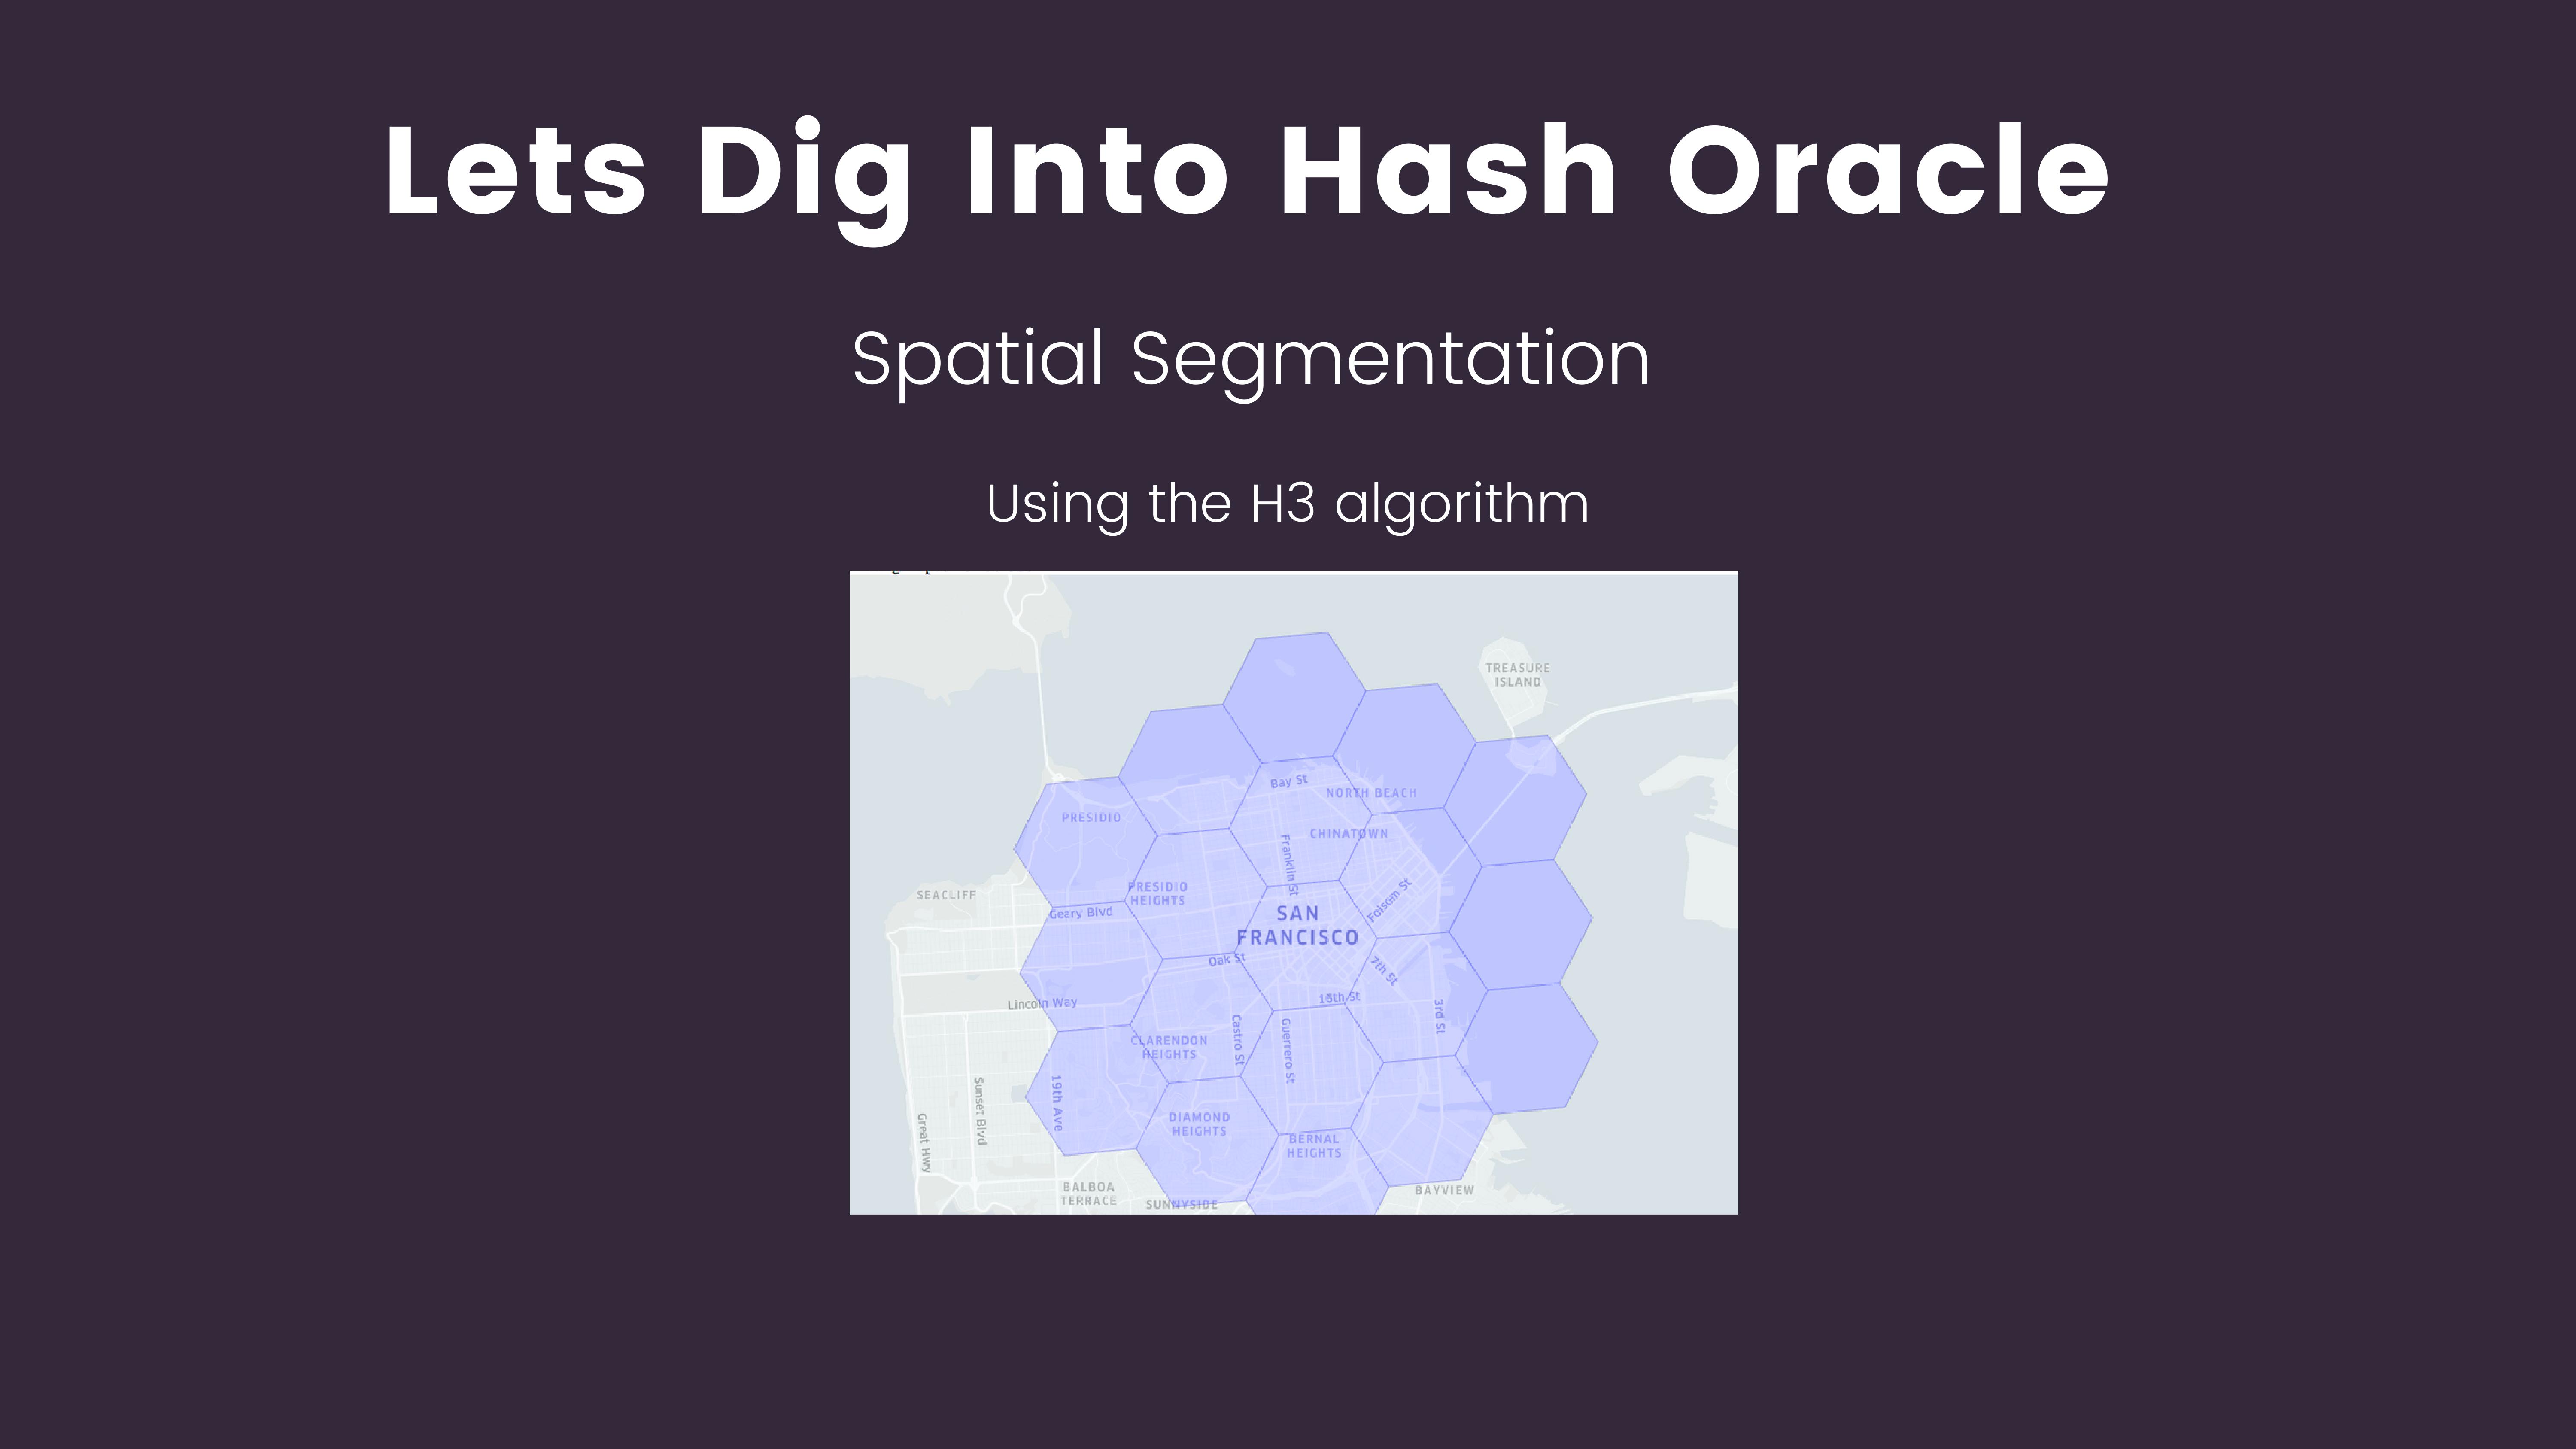 Lets Dig Into Hash Oracle
Spatial Segmentation
Using the H3 algorithm
TREASURE
ISLAND
Bay St
NORTH BEACH
PRESIDIO
CHINATOWN
Franklin St
PRESIDIO
HEIGHTS
SEACLIFF
Geary Blvd
Folsom St
SAN
FRANCISCO
Oak St
7th St
16th St
Lincoln Way
3rd St
Castro St
Guerrero St
CLARENDON
HEIGHTS
19th Ave
Sunset Blvd
Great Hwy
DIAMOND
HEIGHTS
BERNAL
HEIGHTS
BALBOA
TERRACE
SUNNYSIDE
BAYVIEW